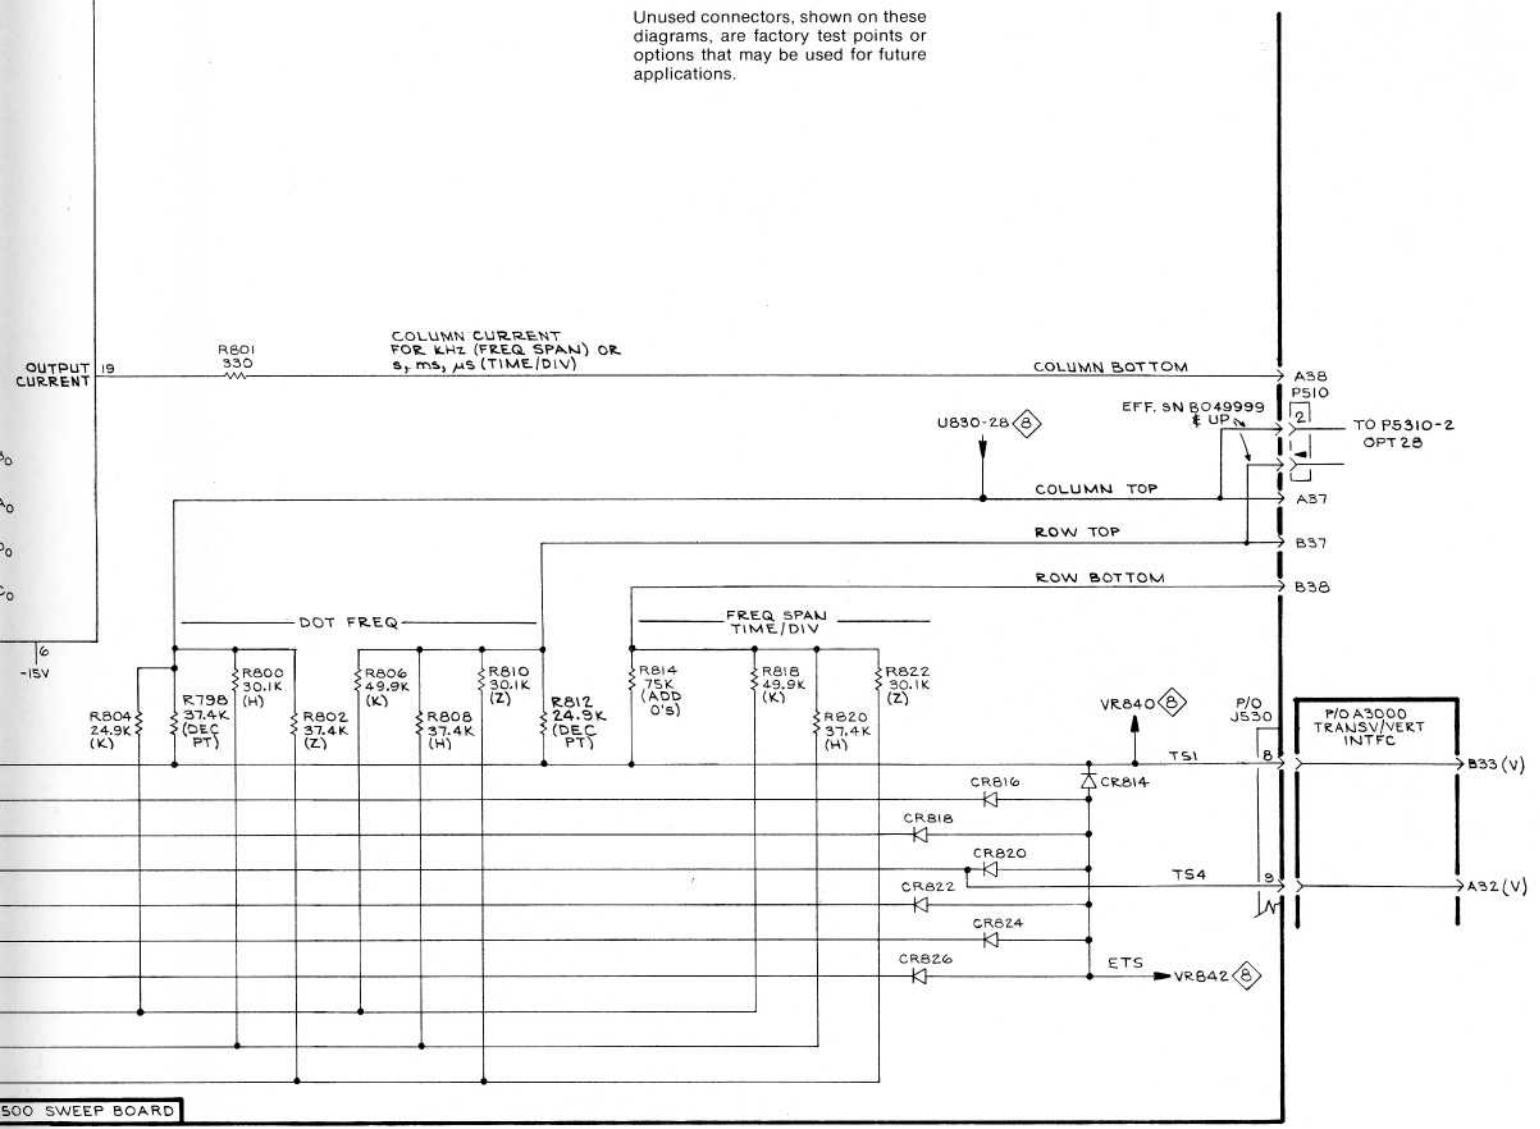 Unused connectors, shown on these
diagrams, are factory test points or
options that may be used for future
applications.
OUTPUT
CURRENT
19
R801
330
COLUMN CURRENT
FOR KHZ (FREQ SPAN) OR
s, ms, μs (TIME/DIV)
COLUMN BOTTOM
A38
P510
2
EFF. SN B049999
& UP
TO P5310-2
OPT 28
U830-28
8
COLUMN TOP
A37
ROW TOP
B37
ROW BOTTOM
B38
6
-15V
DOT FREQ
FREQ SPAN
TIME/DIV
R804
24.9K
(K)
R798
37.4K
(DEC
PT)
R800
30.1K
(H)
R802
37.4K
(Z)
R806
49.9K
(K)
R808
37.4K
(H)
R810
30.1K
(Z)
R812
24.9K
(DEC
PT)
R814
75K
(ADD
0's)
R818
49.9K
(K)
R820
37.4K
(H)
R822
30.1K
(Z)
VR840
8
P/O
J530
P/O A3000
TRANSV/VERT
INTFC
TS1
8
B33 (V)
CR816
CR814
CR818
CR820
TS4
9
A32 (V)
CR822
CR824
CR826
ETS
VR842
8
500 SWEEP BOARD